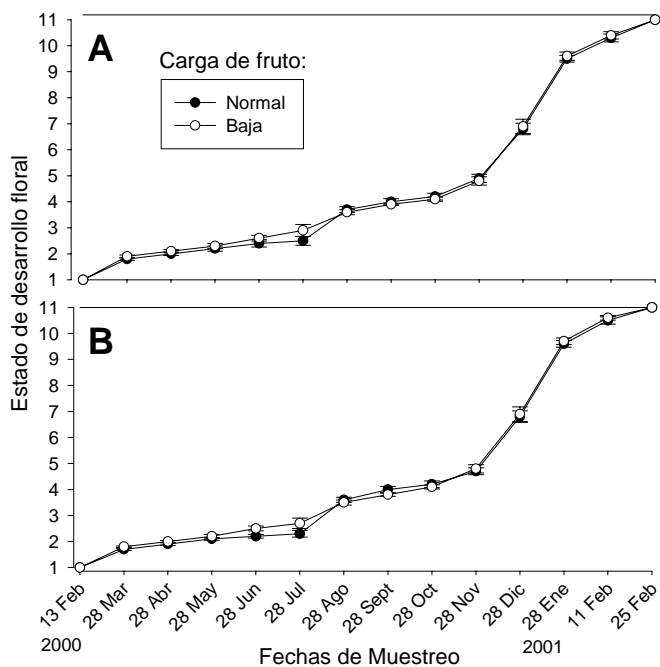 11
10
9
8
7
6
5
4
3
2
1
A
Carga de fruto:
Normal
Baja
Estado de desarrollo floral
11
10
9
8
7
6
5
4
3
2
1
B
13 Feb
28 Mar
28 Abr
28 May
28 Jun
28 Jul
28 Ago
28 Sept
28 Oct
28 Nov
28 Dic
28 Ene
11 Feb
25 Feb
2000
2001
Fechas de Muestreo